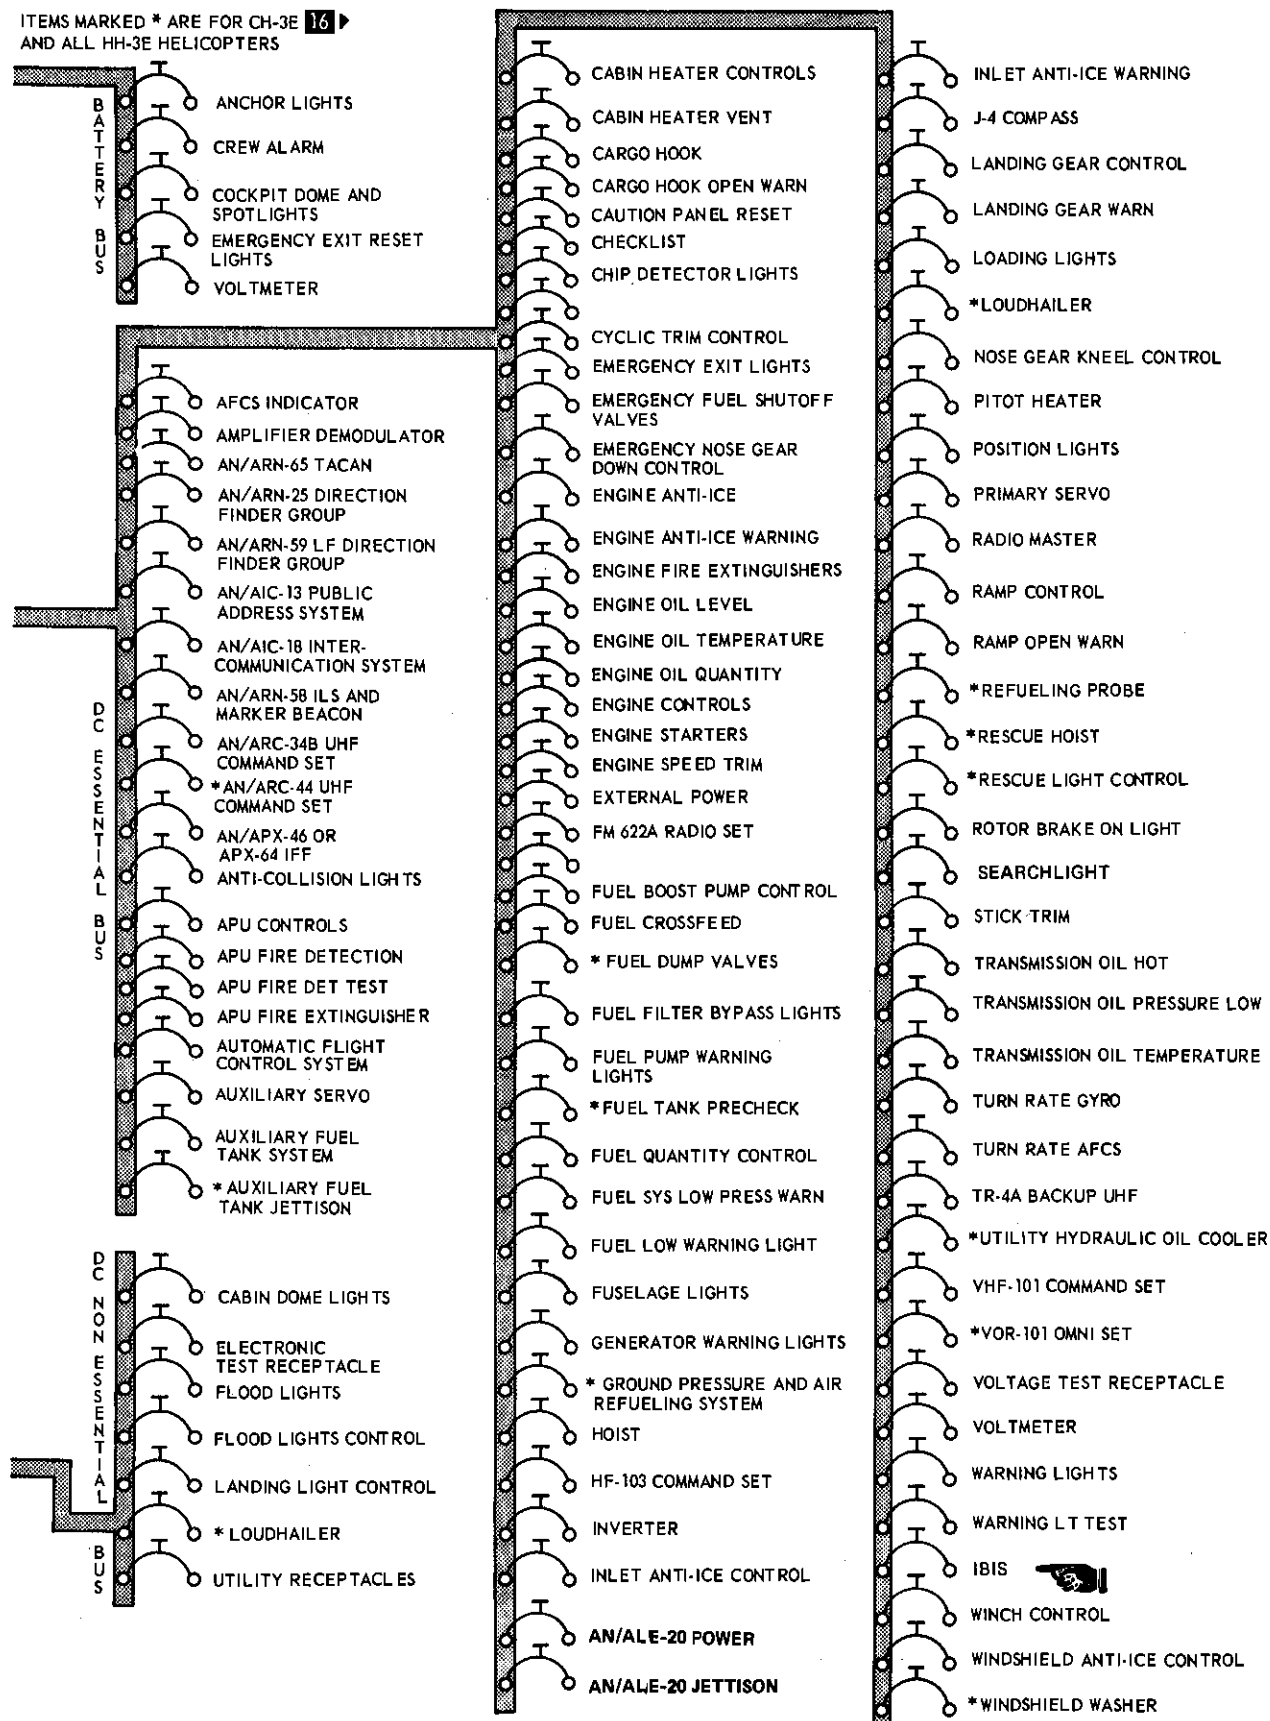 ITEMS MARKED * ARE FOR CH-3E 16
AND ALL HH-3E HELICOPTERS
BATTERY BUS
ANCHOR LIGHTS
CREW ALARM
COCKPIT DOME AND
SPOTLIGHTS
EMERGENCY EXIT RESET
LIGHTS
VOLTMETER
DC ESSENTIAL BUS
AFCS INDICATOR
AMPLIFIER DEMODULATOR
AN/ARN-65 TACAN
AN/ARN-25 DIRECTION
FINDER GROUP
AN/ARN-59 LF DIRECTION
FINDER GROUP
AN/AIC-13 PUBLIC
ADDRESS SYSTEM
AN/AIC-18 INTER-
COMMUNICATION SYSTEM
AN/ARN-58 ILS AND
MARKER BEACON
AN/ARC-34B UHF
COMMAND SET
*AN/ARC-44 UHF
COMMAND SET
AN/APX-46 OR
APX-64 IFF
ANTI-COLLISION LIGHTS
APU CONTROLS
APU FIRE DETECTION
APU FIRE DET TEST
APU FIRE EXTINGUISHER
AUTOMATIC FLIGHT
CONTROL SYSTEM
AUXILIARY SERVO
AUXILIARY FUEL
TANK SYSTEM
*AUXILIARY FUEL
TANK JETTISON
DC NON ESSENTIAL BUS
CABIN DOME LIGHTS
ELECTRONIC
TEST RECEPTACLE
FLOOD LIGHTS
FLOOD LIGHTS CONTROL
LANDING LIGHT CONTROL
* LOUDHAILER
UTILITY RECEPTACLES
CABIN HEATER CONTROLS
CABIN HEATER VENT
CARGO HOOK
CARGO HOOK OPEN WARN
CAUTION PANEL RESET
CHECKLIST
CHIP DETECTOR LIGHTS
CYCLIC TRIM CONTROL
EMERGENCY EXIT LIGHTS
EMERGENCY FUEL SHUTOFF
VALVES
EMERGENCY NOSE GEAR
DOWN CONTROL
ENGINE ANTI-ICE
ENGINE ANTI-ICE WARNING
ENGINE FIRE EXTINGUISHERS
ENGINE OIL LEVEL
ENGINE OIL TEMPERATURE
ENGINE OIL QUANTITY
ENGINE CONTROLS
ENGINE STARTERS
ENGINE SPEED TRIM
EXTERNAL POWER
FM 622A RADIO SET
FUEL BOOST PUMP CONTROL
FUEL CROSSFEED
* FUEL DUMP VALVES
FUEL FILTER BYPASS LIGHTS
FUEL PUMP WARNING
LIGHTS
*FUEL TANK PRECHECK
FUEL QUANTITY CONTROL
FUEL SYS LOW PRESS WARN
FUEL LOW WARNING LIGHT
FUSELAGE LIGHTS
GENERATOR WARNING LIGHTS
* GROUND PRESSURE AND AIR
REFUELING SYSTEM
HOIST
HF-103 COMMAND SET
INVERTER
INLET ANTI-ICE CONTROL
AN/ALE-20 POWER
AN/ALE-20 JETTISON
INLET ANTI-ICE WARNING
J-4 COMPASS
LANDING GEAR CONTROL
LANDING GEAR WARN
LOADING LIGHTS
*LOUDHAILER
NOSE GEAR KNEEL CONTROL
PITOT HEATER
POSITION LIGHTS
PRIMARY SERVO
RADIO MASTER
RAMP CONTROL
RAMP OPEN WARN
*REFUELING PROBE
*RESCUE HOIST
*RESCUE LIGHT CONTROL
ROTOR BRAKE ON LIGHT
SEARCHLIGHT
STICK TRIM
TRANSMISSION OIL HOT
TRANSMISSION OIL PRESSURE LOW
TRANSMISSION OIL TEMPERATURE
TURN RATE GYRO
TURN RATE AFCS
TR-4A BACKUP UHF
*UTILITY HYDRAULIC OIL COOLER
VHF-101 COMMAND SET
*VOR-101 OMNI SET
VOLTAGE TEST RECEPTACLE
VOLTMETER
WARNING LIGHTS
WARNING LT TEST
IBIS
WINCH CONTROL
WINDSHIELD ANTI-ICE CONTROL
*WINDSHIELD WASHER